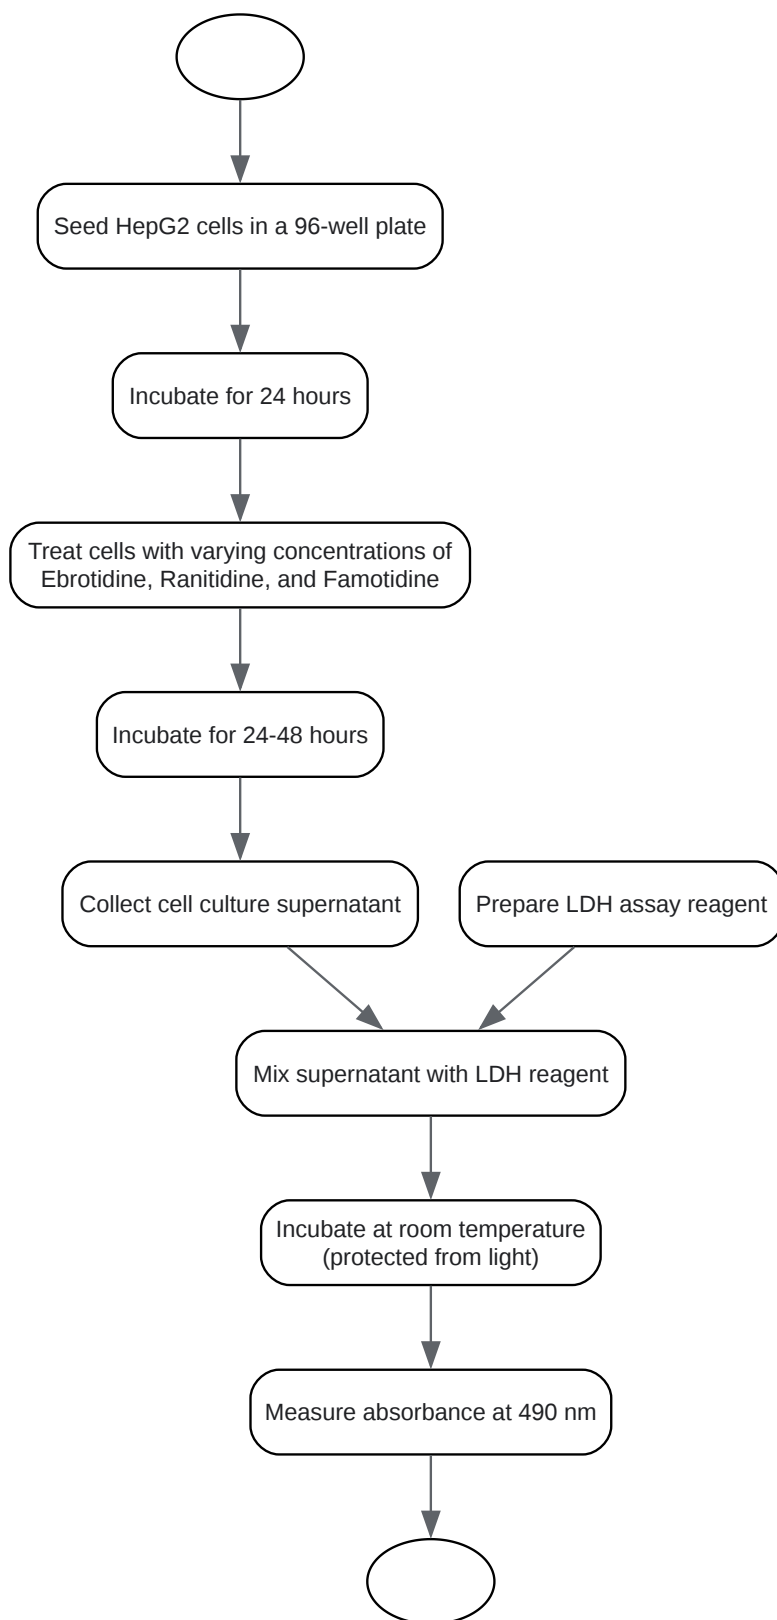 Seed HepG2 cells in a 96-well plate
Incubate for 24 hours
Treat cells with varying concentrations of
Ebrotidine, Ranitidine, and Famotidine
Incubate for 24-48 hours
Collect cell culture supernatant
Prepare LDH assay reagent
Mix supernatant with LDH reagent
Incubate at room temperature
(protected from light)
Measure absorbance at 490 nm